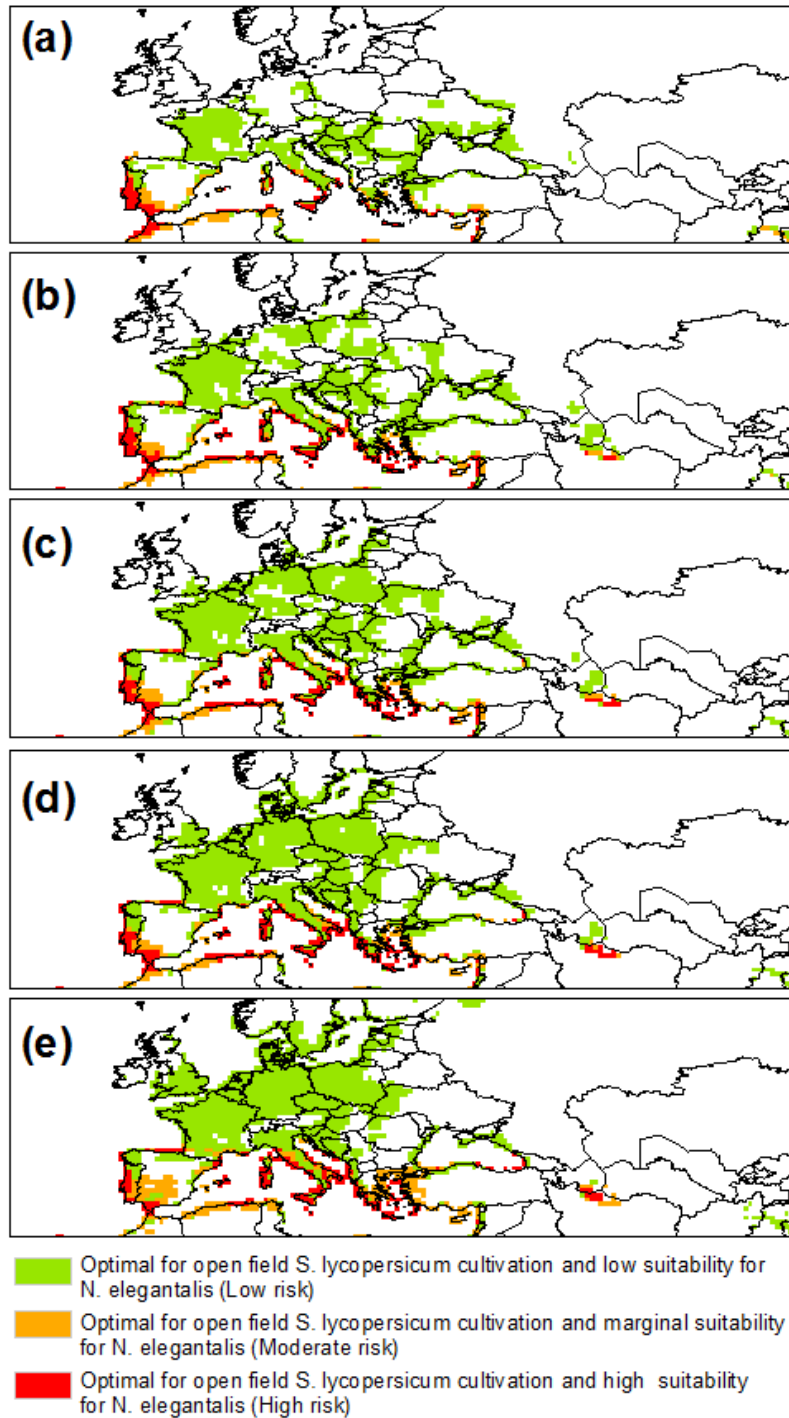 (a)
(b)
(c)
(d)
(e)
Optimal for open field S. lycopersicum cultivation and low suitability for
N. elegantalis (Low risk)
Optimal for open field S. lycopersicum cultivation and marginal suitability
for N. elegantalis (Moderate risk)
Optimal for open field S. lycopersicum cultivation and high suitability
for N. elegantalis (High risk)